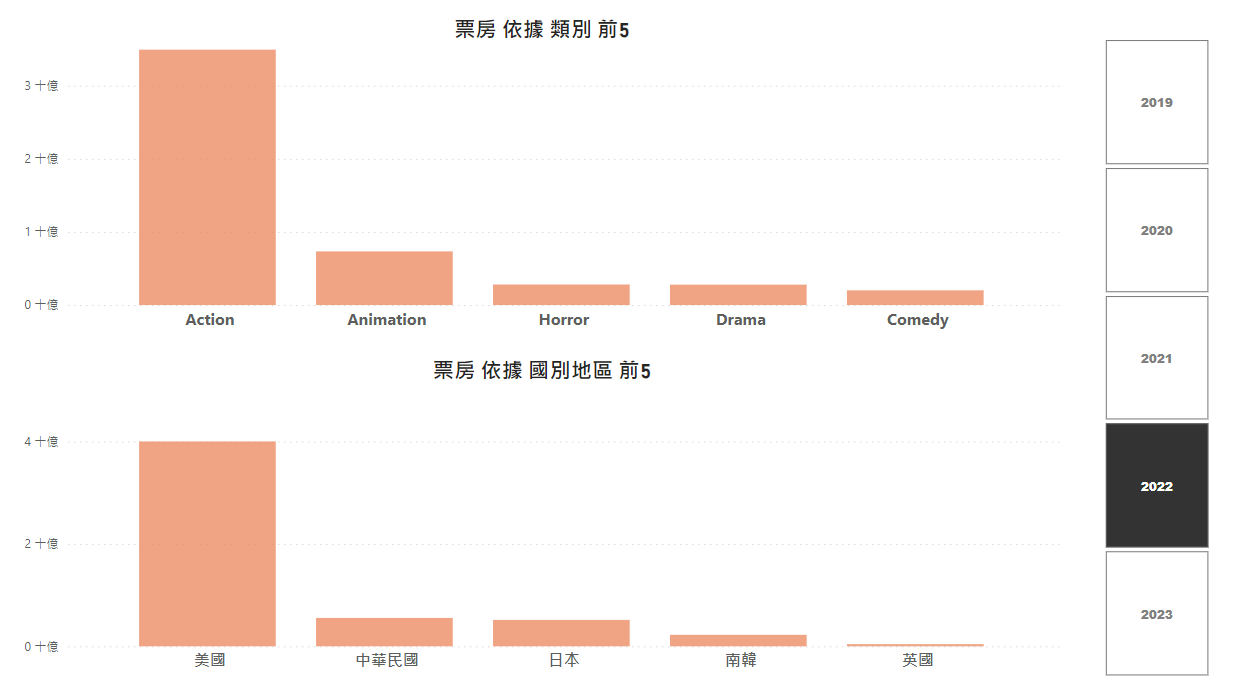 票房 依據 類別 前5
3 十億
2 十億
1 十億
0 十億
Action Animation Horror Drama Comedy
票房 依據 國別地區 前5
4 十億
2 十億
0 十億
美國 中華民國 日本 南韓 英國
2019
2020
2021
2022
2023